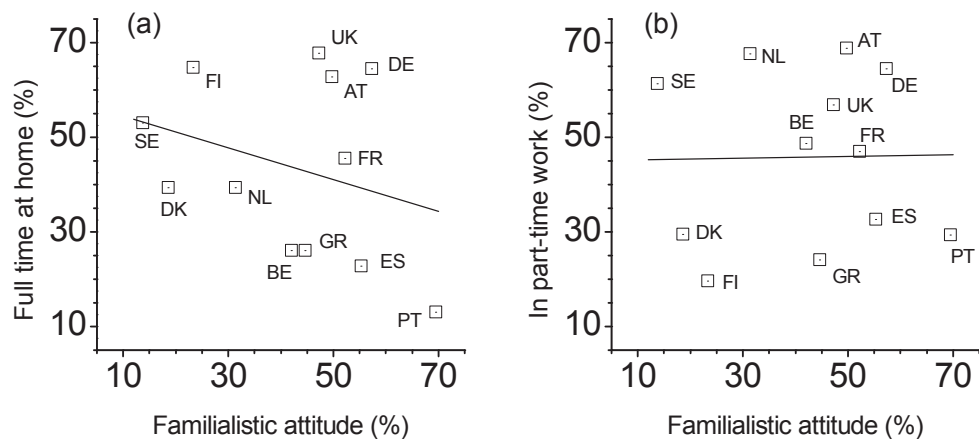 (a)
Full time at home (%)
70
50
30
10
UK
DE
FI
AT
SE
FR
DK
NL
GR
BE
ES
PT
10 30 50 70
Familialistic attitude (%)
(b)
In part-time work (%)
70
50
30
10
AT
NL
DE
SE
UK
BE
FR
ES
DK
PT
GR
FI
10 30 50 70
Familialistic attitude (%)